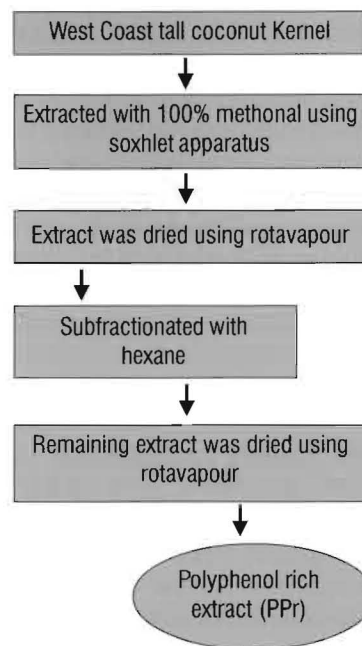 West Coast tall coconut Kernel
Extracted with 100% methonal using
soxhlet apparatus
Extract was dried using rotavapour
Subfractionated with
hexane
Remaining extract was dried using
rotavapour
Polyphenol rich
extract (PPr)